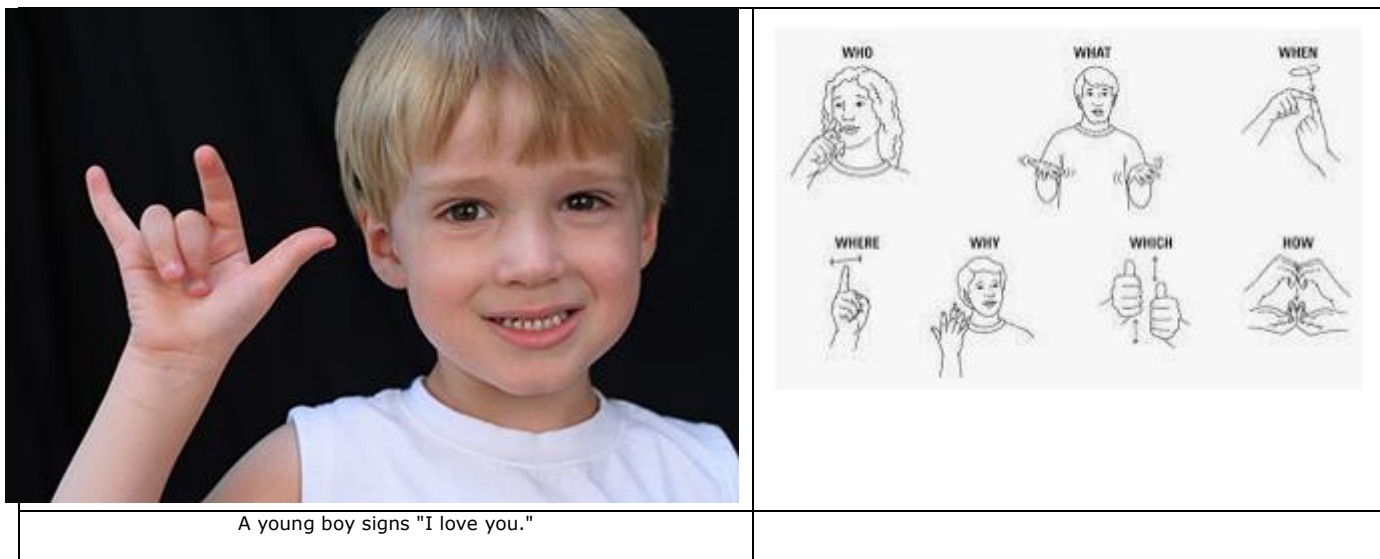 WHO WHAT WHEN
WHERE WHY WHICH HOW
A young boy signs "I love you."